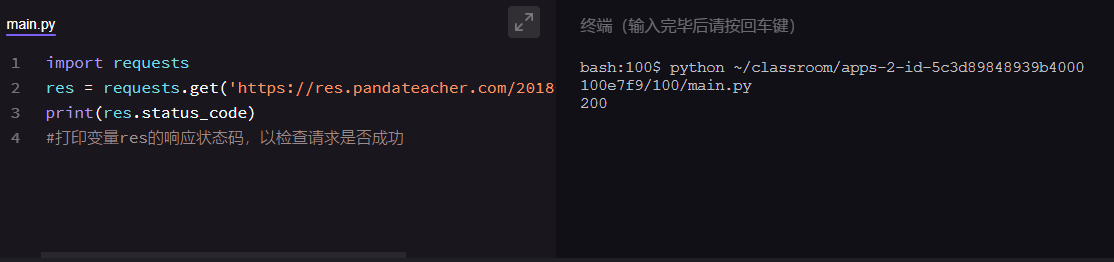 main.py
终端（输入完毕后请按回车键）
1 import requests
2 res = requests.get('https://res.pandateacher.com/2018
3 print(res.status_code)
4 #打印变量res的响应状态码，以检查请求是否成功
bash:100$ python ~/classroom/apps-2-id-5c3d89848939b4000
100e7f9/100/main.py
200